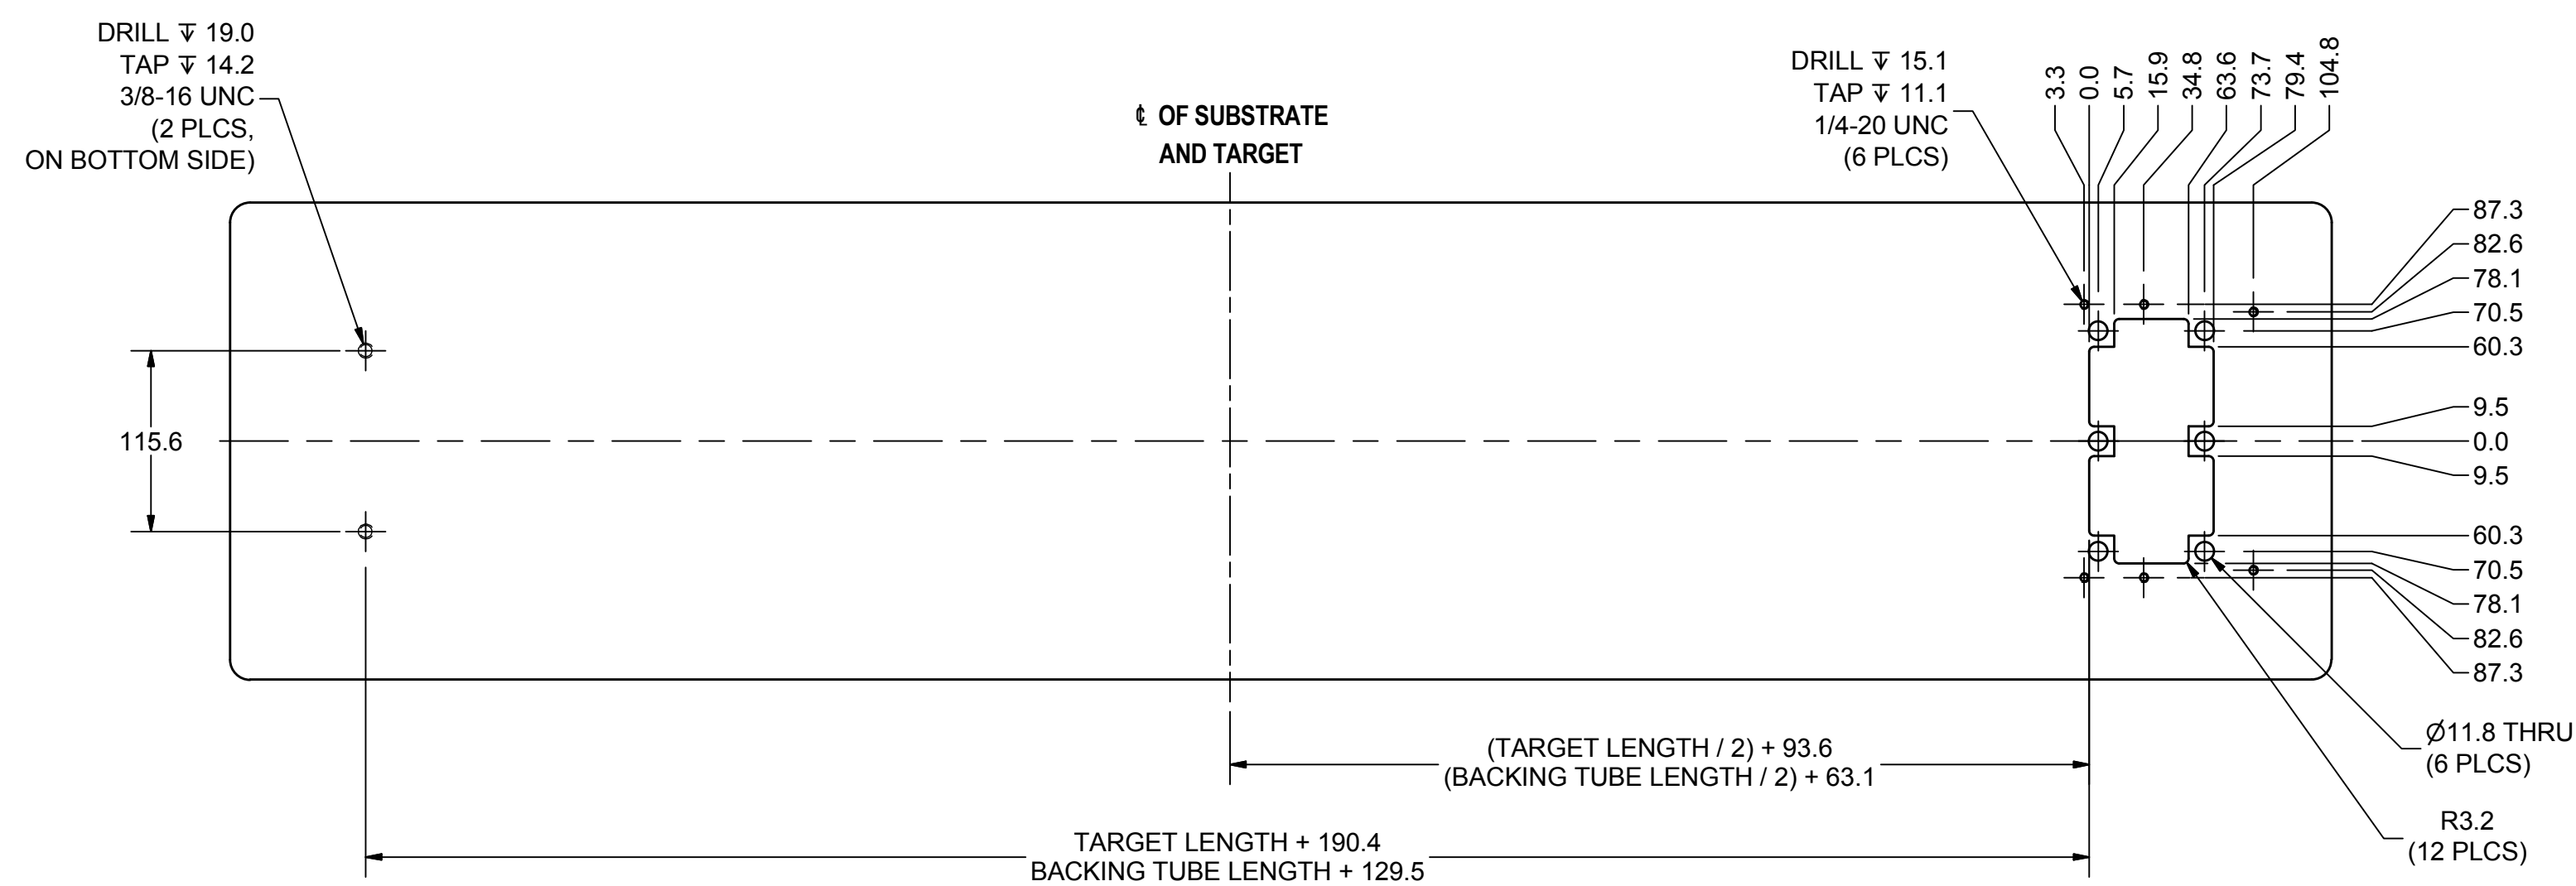 DRILL ↧ 19.0
TAP ↧ 14.2
3/8-16 UNC
(2 PLCS,
ON BOTTOM SIDE)
℄ OF SUBSTRATE
AND TARGET
DRILL ↧ 15.1
TAP ↧ 11.1
1/4-20 UNC
(6 PLCS)
3.3
0.0
5.7
15.9
34.8
63.6
73.7
79.4
104.8
87.3
82.6
78.1
70.5
60.3
9.5
0.0
9.5
60.3
70.5
78.1
82.6
87.3
115.6
(TARGET LENGTH / 2) + 93.6
(BACKING TUBE LENGTH / 2) + 63.1
Ø11.8 THRU
(6 PLCS)
R3.2
(12 PLCS)
TARGET LENGTH + 190.4
BACKING TUBE LENGTH + 129.5